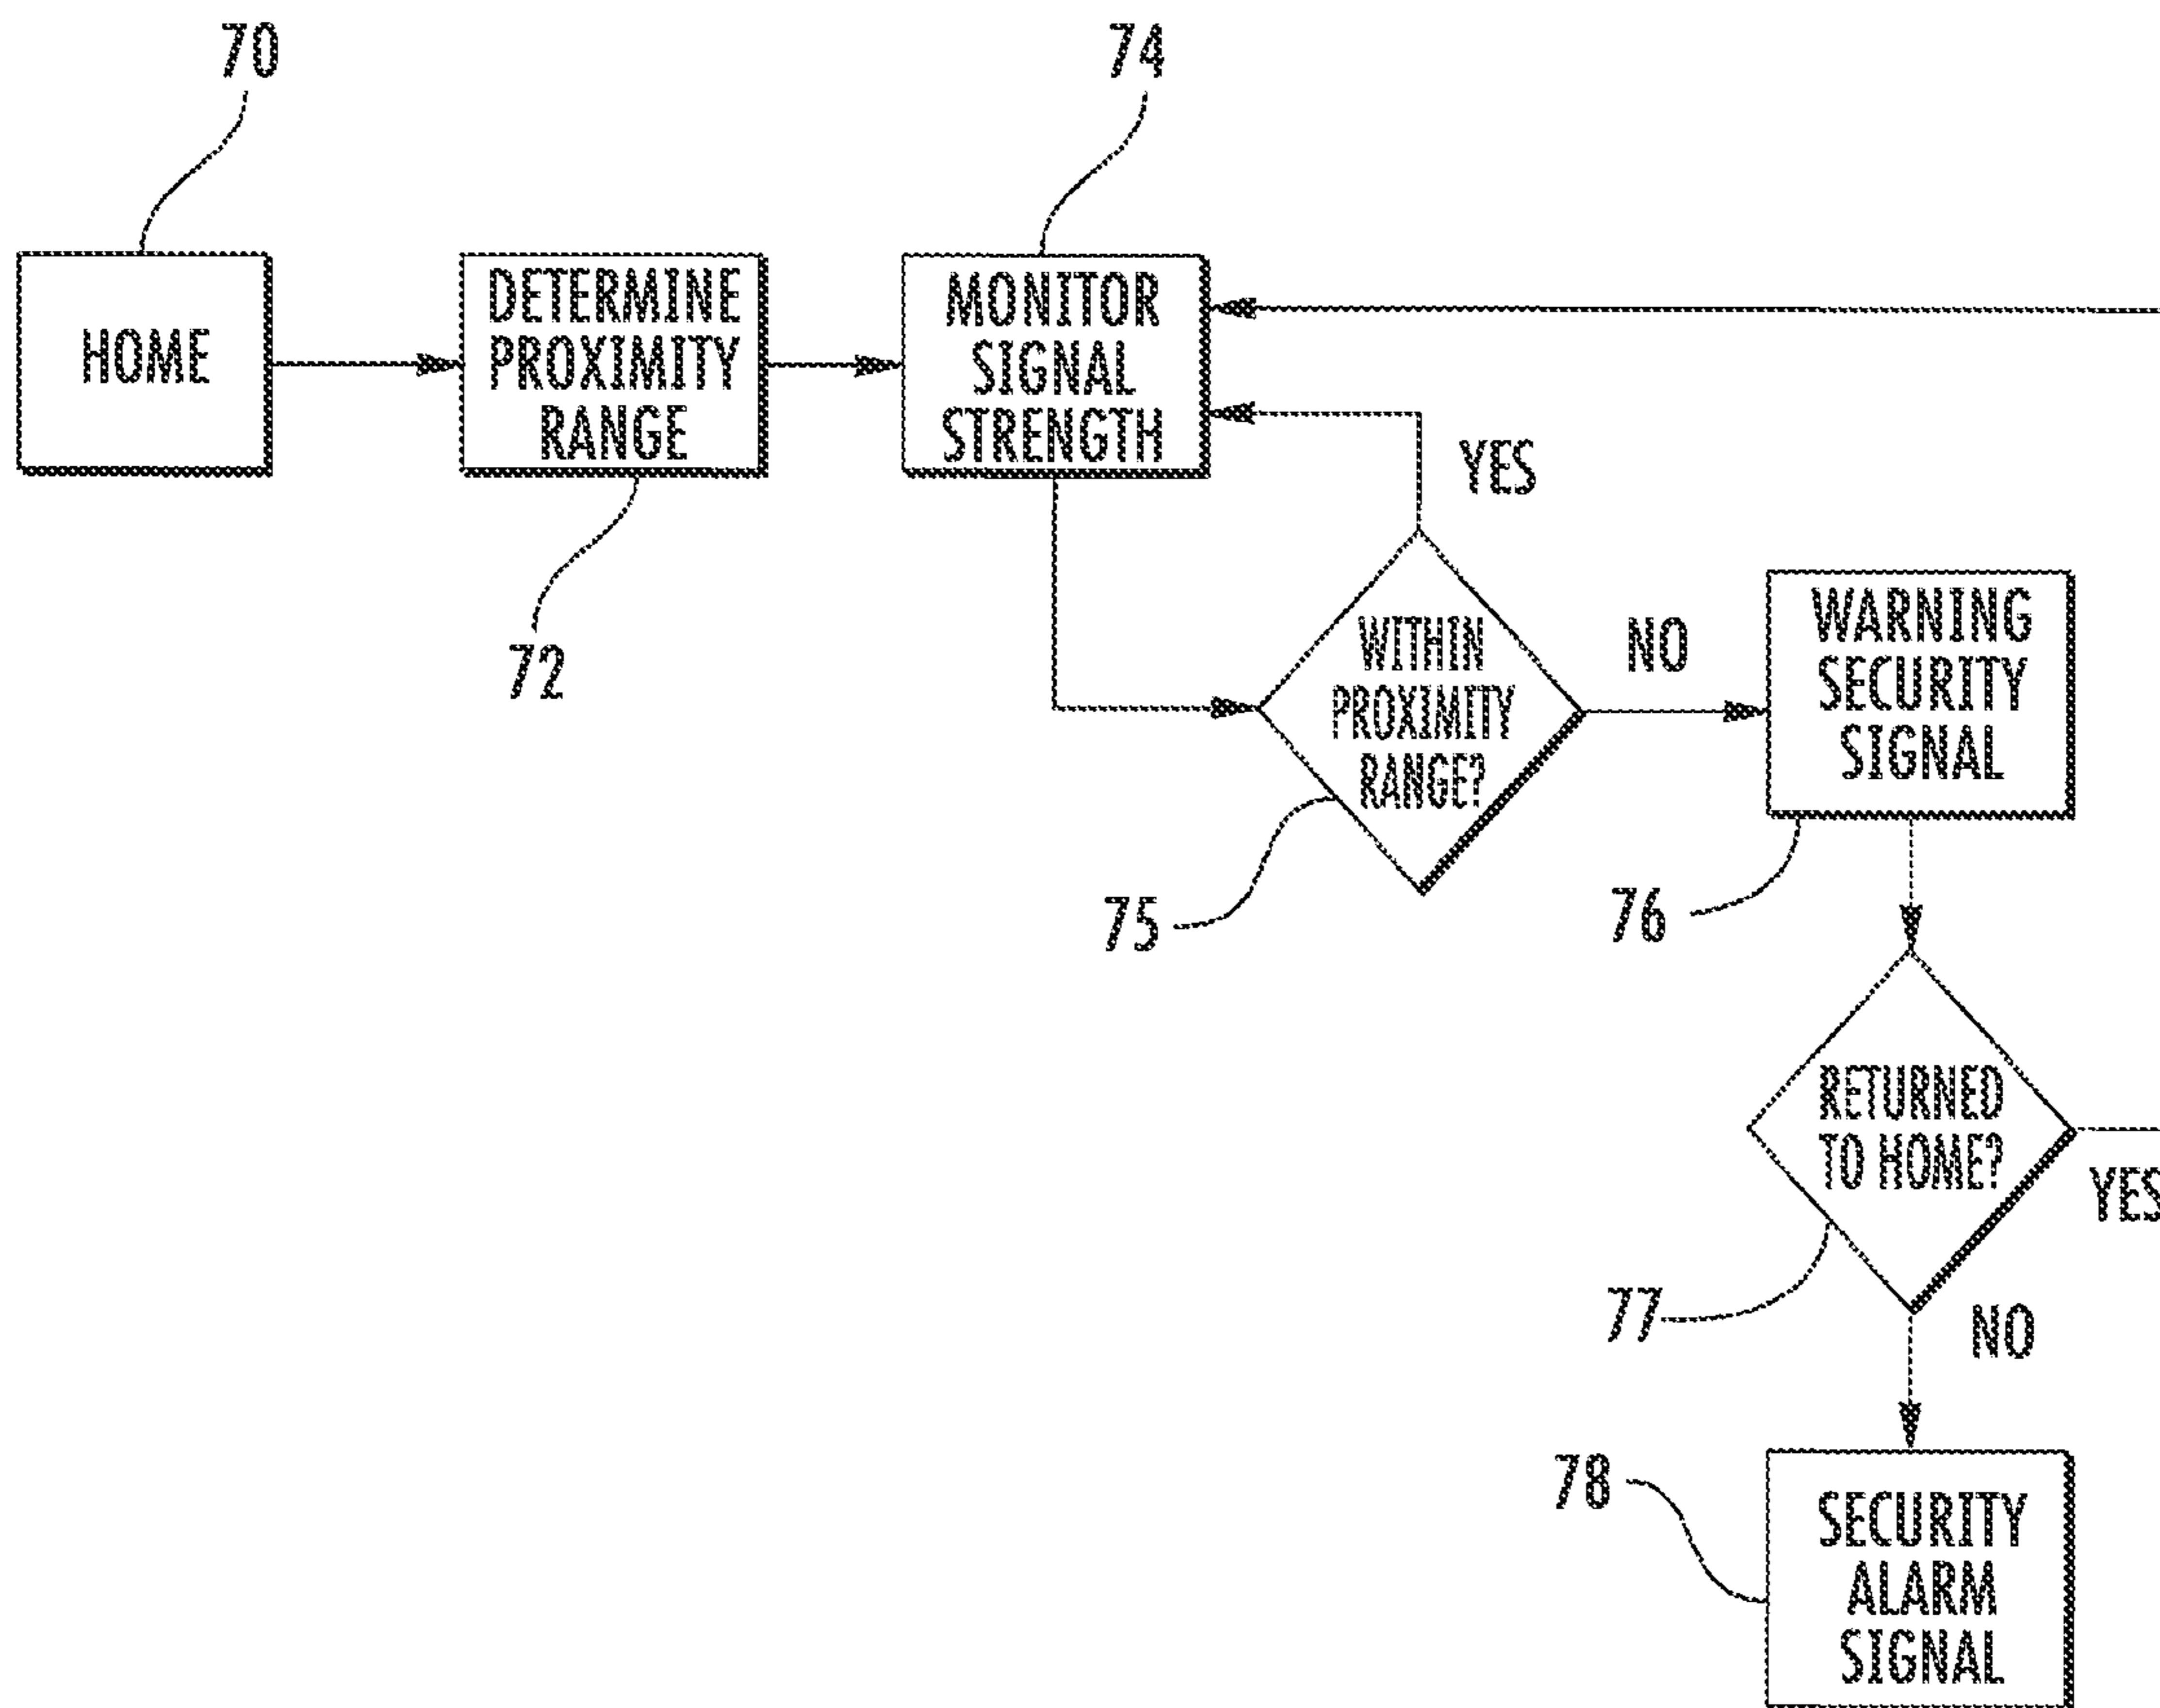 70
74
HOME
DETERMINE
PROXIMITY
RANGE
MONITOR
SIGNAL
STRENGTH
YES
72
WITHIN
PROXIMITY
RANGE?
NO
WARNING
SECURITY
SIGNAL
75
76
RETURNED
TO HOME?
YES
77
NO
78
SECURITY
ALARM
SIGNAL